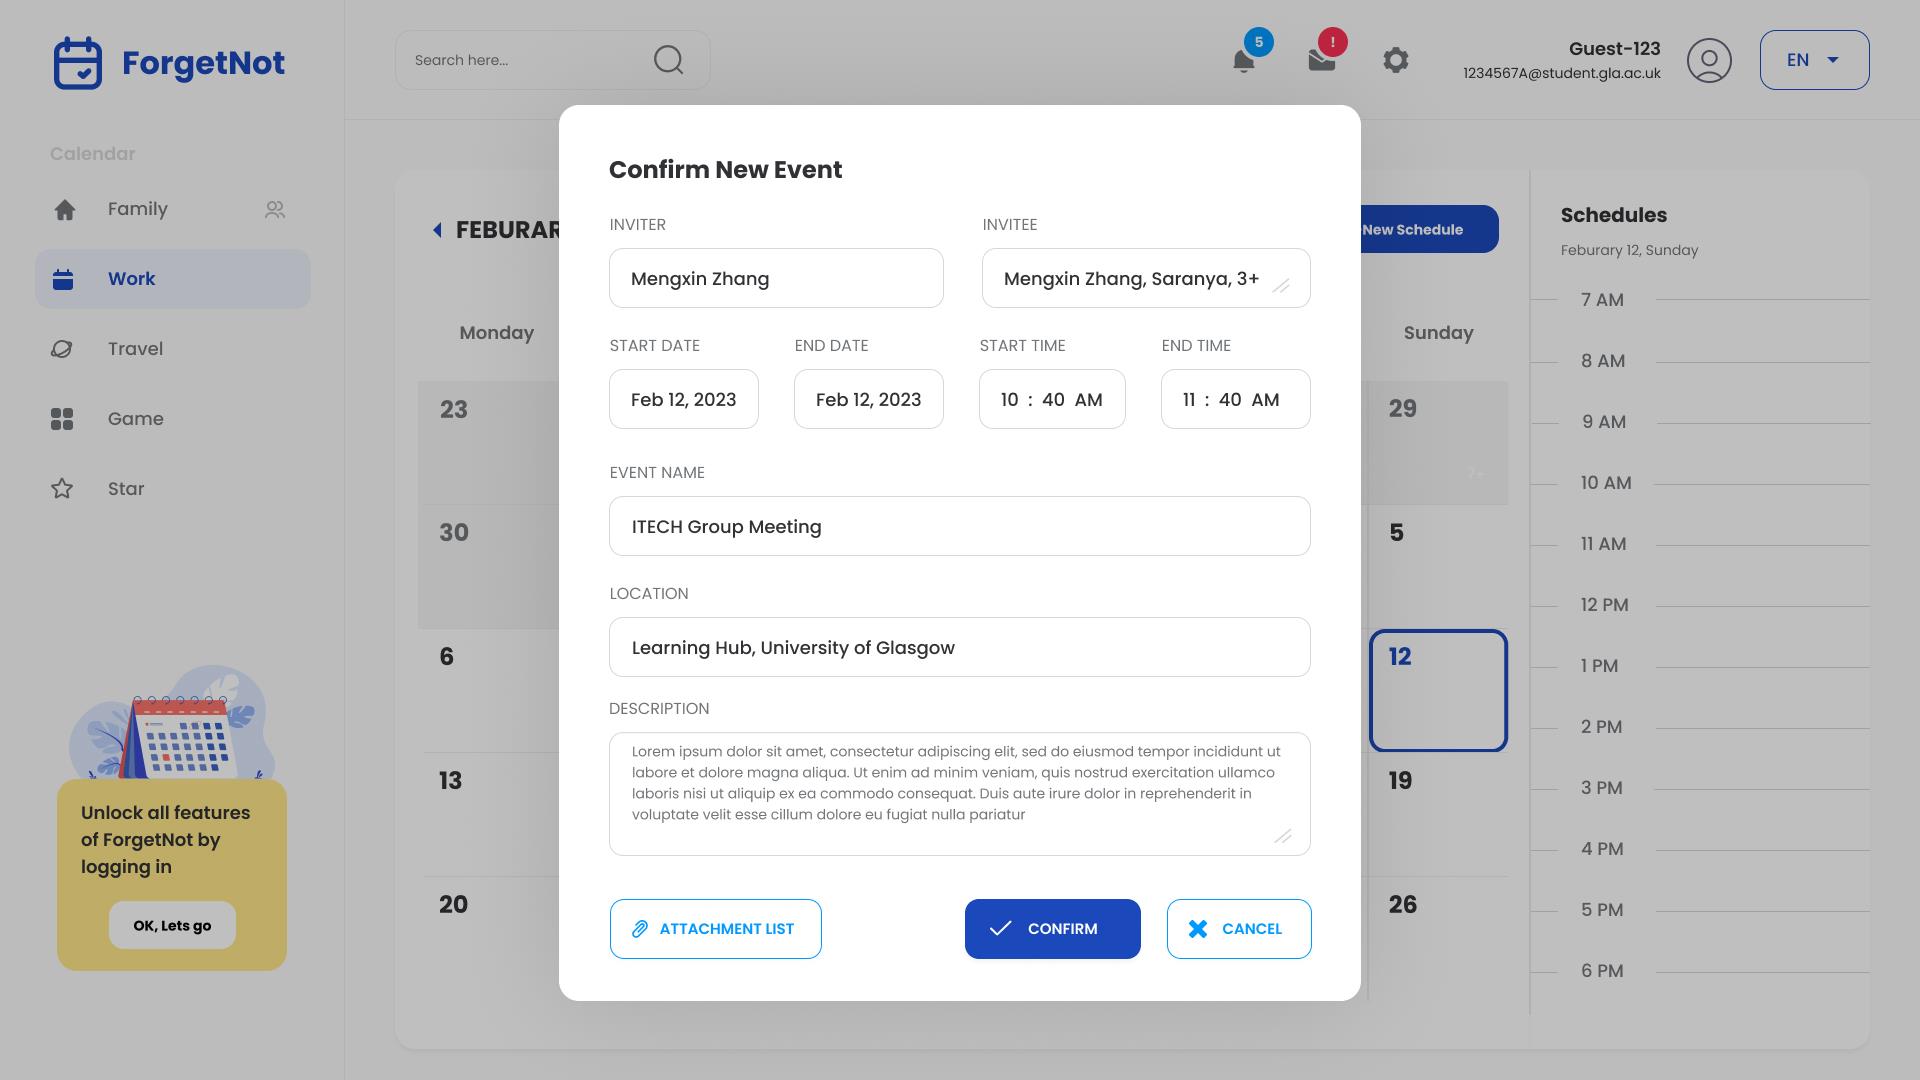 ForgetNot
Search here...
5
!
Guest-123
1234567A@student.gla.ac.uk
EN
Calendar
Family
Work
Travel
Game
Star
Unlock all features
of ForgetNot by
logging in
OK, Lets go
FEBURAR
New Schedule
Monday
Sunday
23
29
30
5
6
12
13
19
20
26
Confirm New Event
INVITER
INVITEE
Mengxin Zhang
Mengxin Zhang, Saranya, 3+
START DATE
END DATE
START TIME
END TIME
Feb 12, 2023
Feb 12, 2023
10 : 40 AM
11 : 40 AM
EVENT NAME
ITECH Group Meeting
LOCATION
Learning Hub, University of Glasgow
DESCRIPTION
Lorem ipsum dolor sit amet, consectetur adipiscing elit, sed do eiusmod tempor incididunt ut
labore et dolore magna aliqua. Ut enim ad minim veniam, quis nostrud exercitation ullamco
laboris nisi ut aliquip ex ea commodo consequat. Duis aute irure dolor in reprehenderit in
voluptate velit esse cillum dolore eu fugiat nulla pariatur
ATTACHMENT LIST
CONFIRM
CANCEL
Schedules
Feburary 12, Sunday
7 AM
8 AM
9 AM
10 AM
11 AM
12 PM
1 PM
2 PM
3 PM
4 PM
5 PM
6 PM